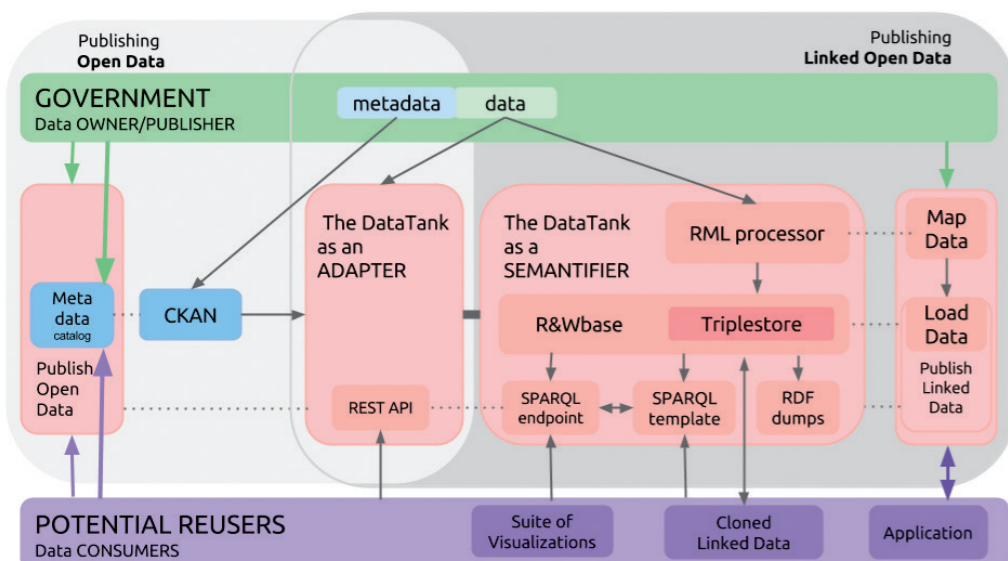 Publishing
Open Data
Publishing
Linked Open Data
GOVERNMENT
Data OWNER/PUBLISHER
metadata
data
The DataTank
as an
ADAPTER
The DataTank
as a
SEMANTIFIER
RML processor
Map
Data
Meta
data
catalog
CKAN
R&Wbase
Triplestore
Load
Data
Publish
Open
Data
Publish
Linked
Data
REST API
SPARQL
endpoint
SPARQL
template
RDF
dumps
POTENTIAL REUSERS
Data CONSUMERS
Suite of
Visualizations
Cloned
Linked Data
Application